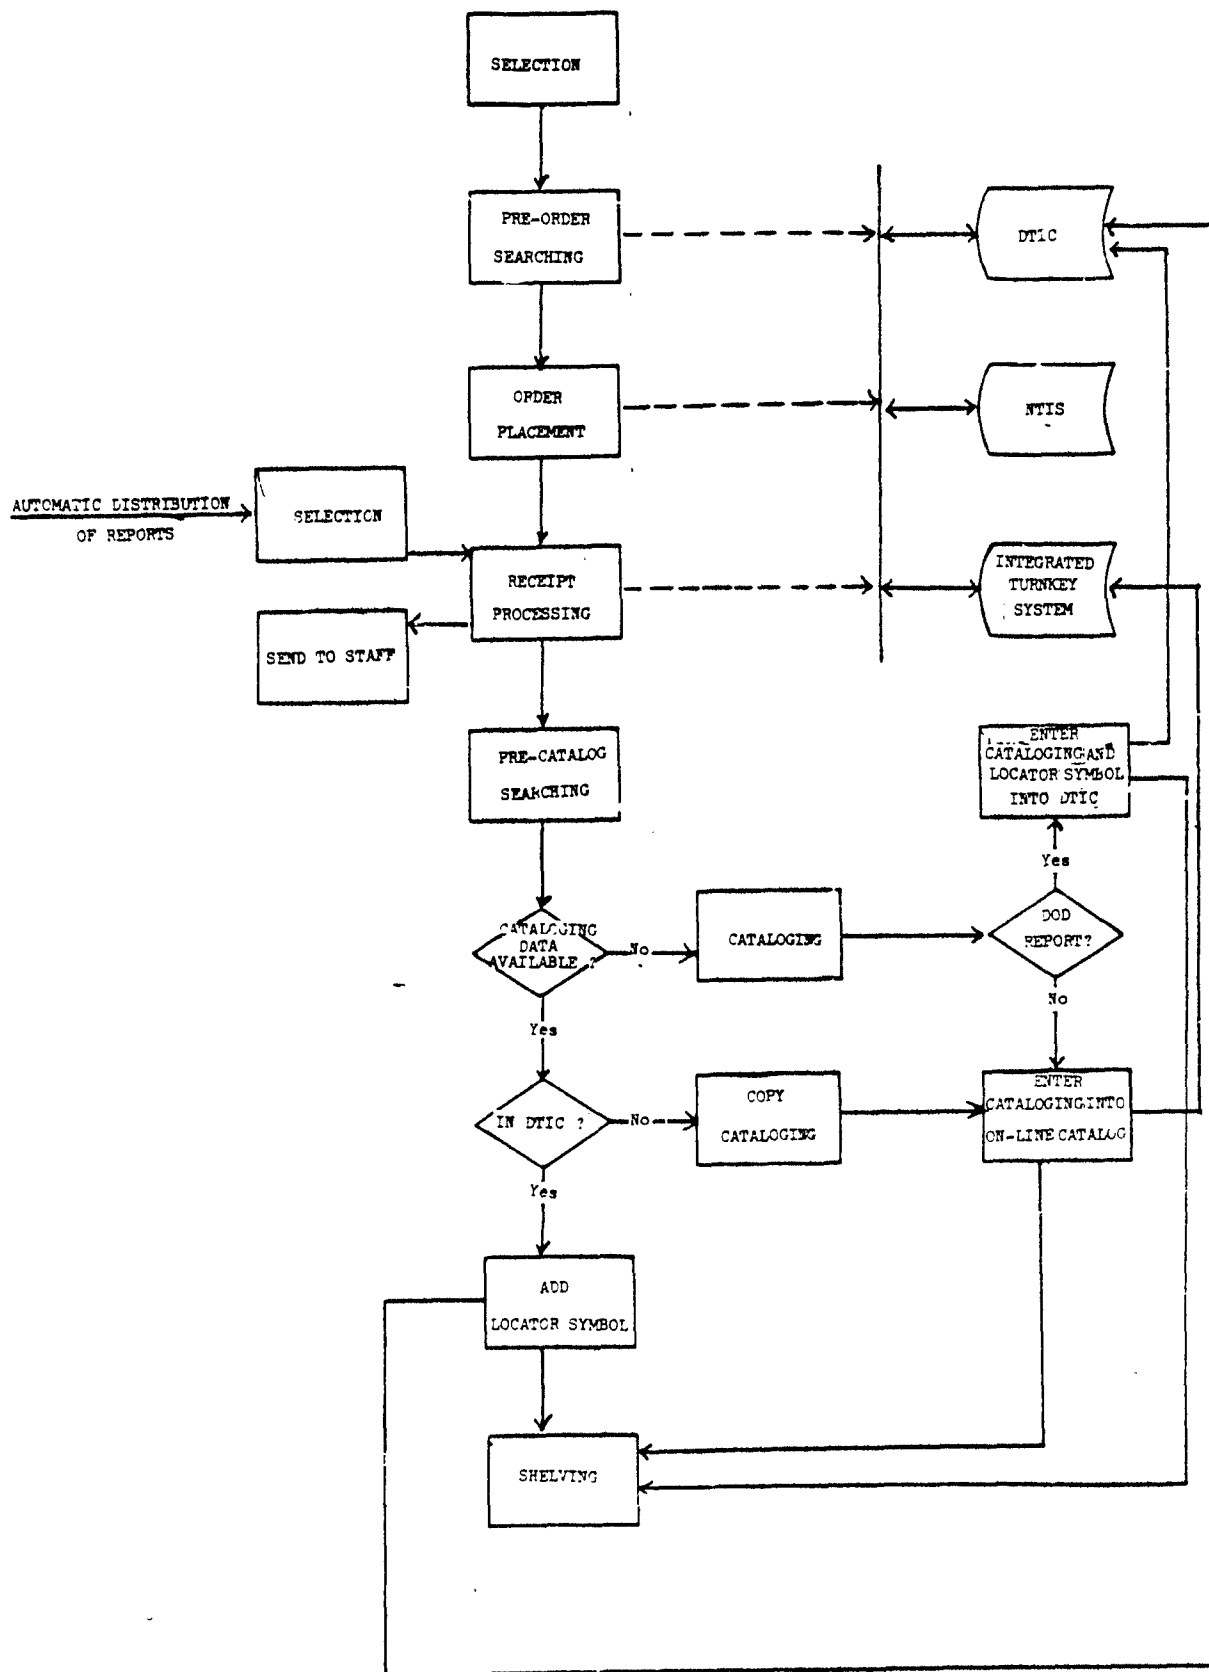 SELECTION
PRE-ORDER
SEARCHING
DTIC
ORDER
PLACEMENT
NTIS
AUTOMATIC DISTRIBUTION
OF REPORTS
SELECTION
RECEIPT
PROCESSING
INTEGRATED
TURNKEY
SYSTEM
SEND TO STAFF
PRE-CATALOG
SEARCHING
ENTER
CATALOGING AND
LOCATOR SYMBOL
INTO DTIC
Yes
CATALOGING
DATA
AVAILABLE ?
No
CATALOGING
DOD
REPORT?
No
Yes
IN DTIC ?
No
COPY
CATALOGING
ENTER
CATALOGING INTO
ON-LINE CATALOG
Yes
ADD
LOCATOR SYMBOL
SHELVING